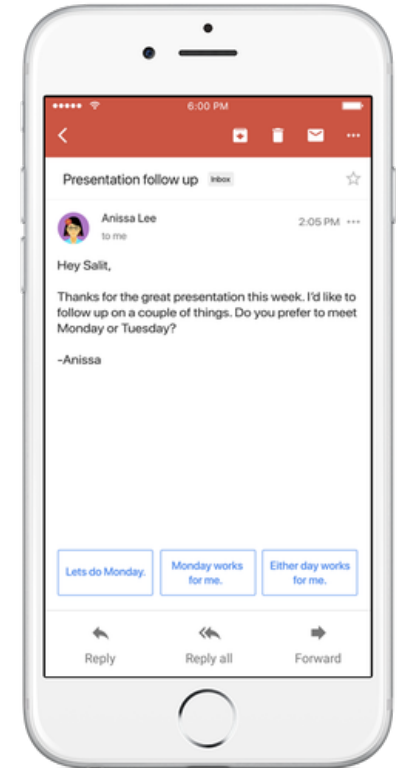 6:00 PM
Presentation follow up Inbox
Anissa Lee 2:05 PM
to me
Hey Salit,
Thanks for the great presentation this week. I'd like to
follow up on a couple of things. Do you prefer to meet
Monday or Tuesday?
-Anissa
Lets do Monday.
Monday works
for me.
Either day works
for me.
Reply Reply all Forward